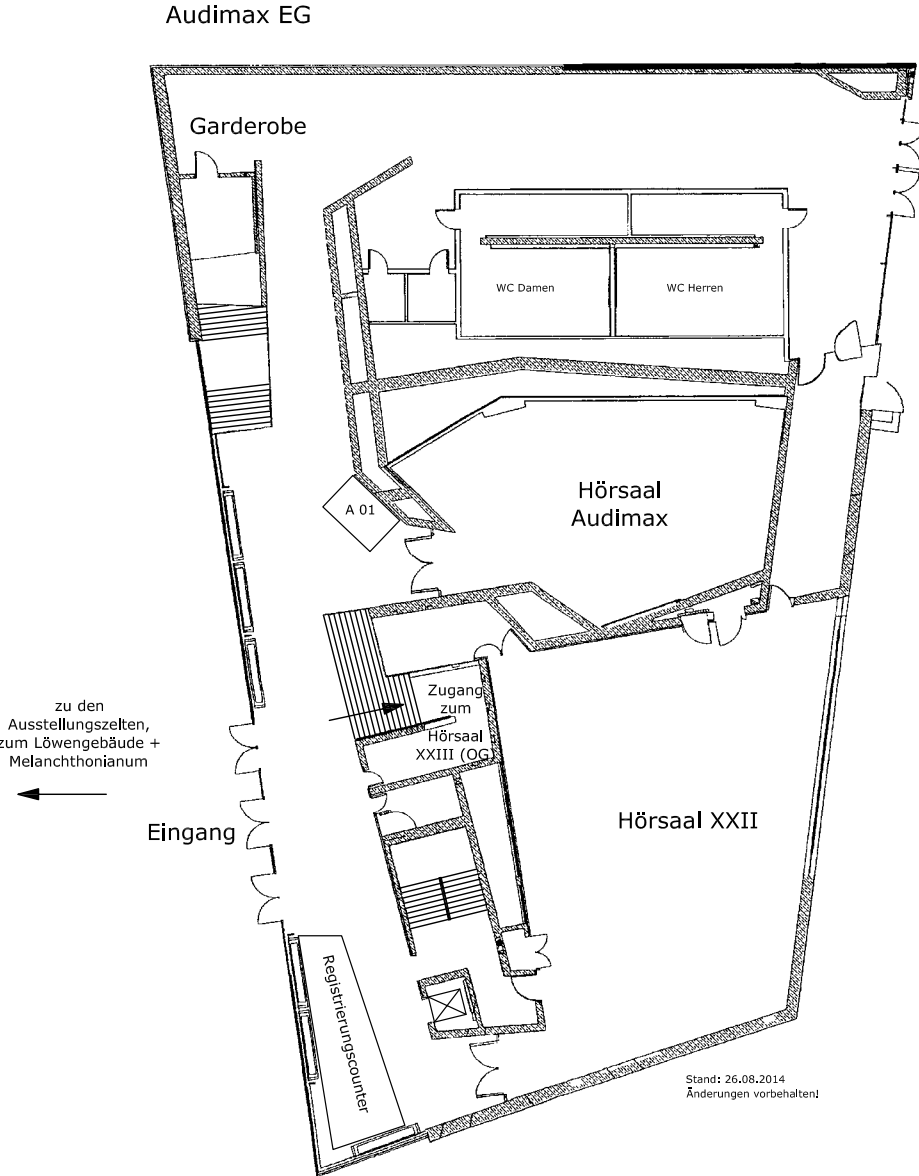 Audimax EG
Garderobe
WC Damen
WC Herren
Hörsaal
Audimax
A 01
Zugang
zum
Hörsaal
XXIII (OG)
zu den
Ausstellungszelten,
zum Löwengebäude +
Melanchthonianum
Eingang
Hörsaal XXII
Registrierungscounter
Stand: 26.08.2014
Änderungen vorbehalten!